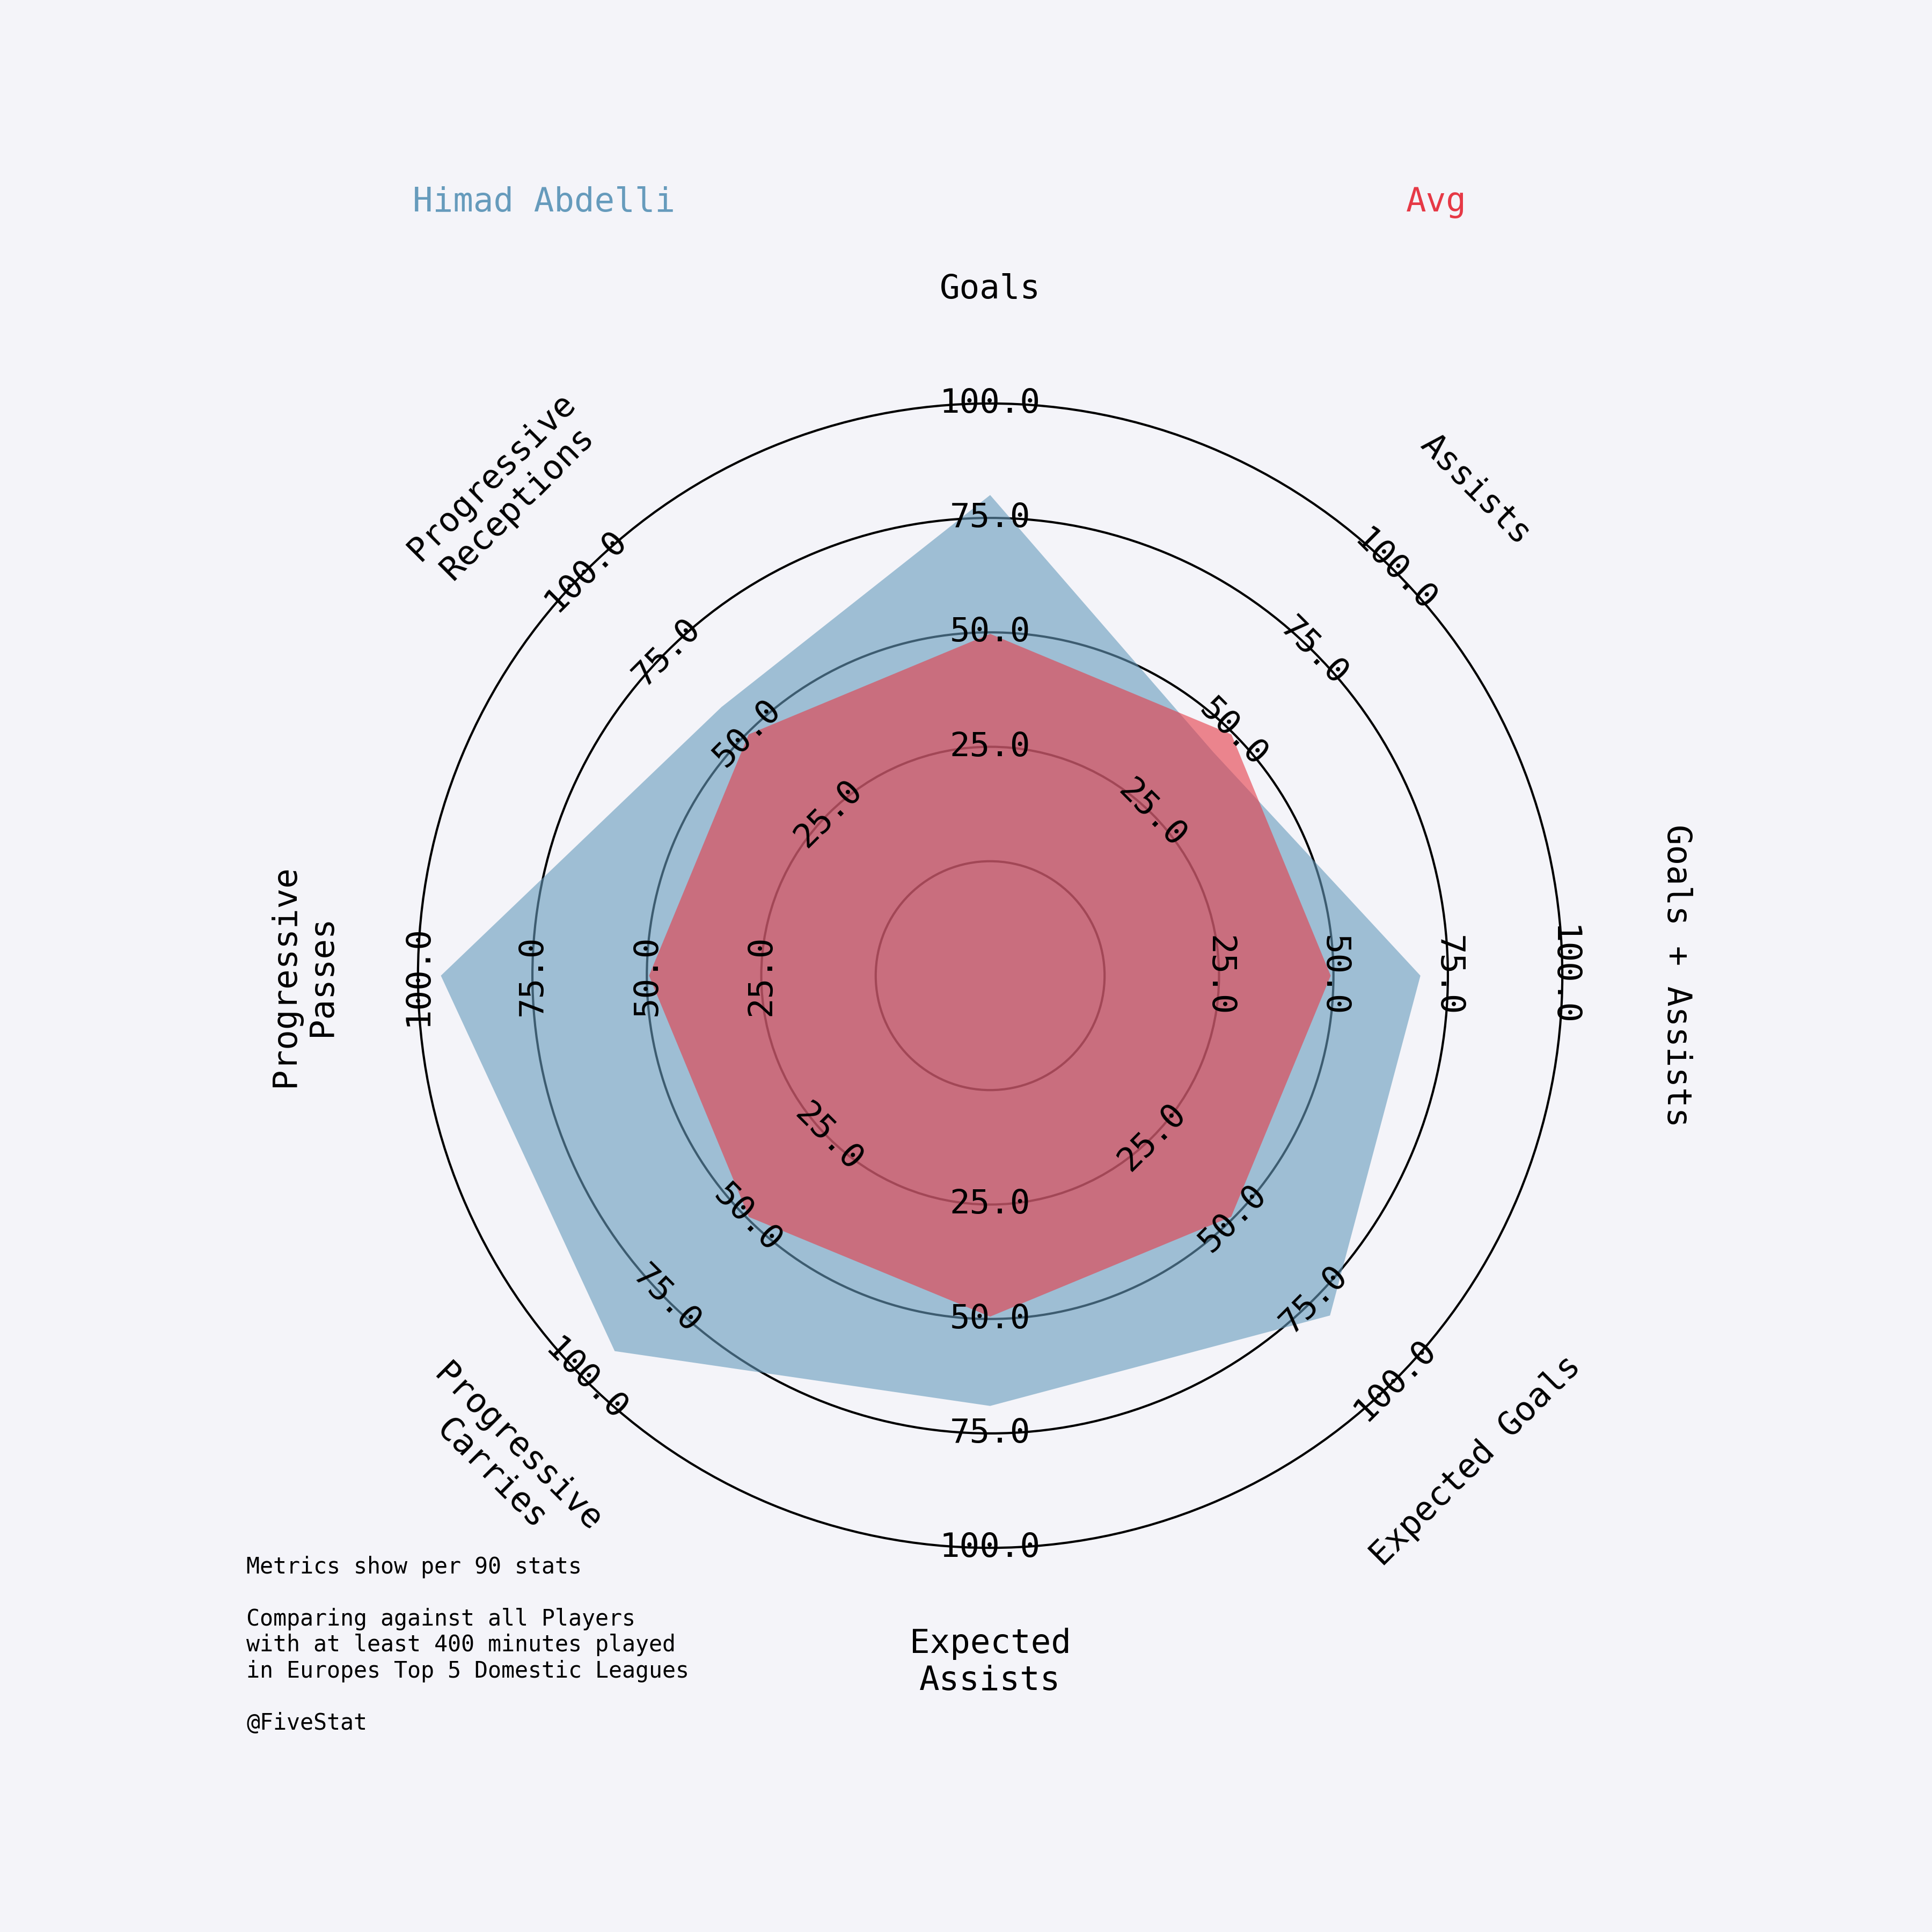 Himad Abdelli
Avg
Goals
Assists
Goals + Assists
Expected Goals
Expected
Assists
Progressive
Carries
Progressive
Passes
Progressive
Receptions
25.0
50.0
75.0
100.0
25.0
50.0
75.0
100.0
25.0
50.0
75.0
100.0
25.0
50.0
75.0
100.0
25.0
50.0
75.0
100.0
25.0
50.0
75.0
100.0
25.0
50.0
75.0
100.0
25.0
50.0
75.0
100.0
Metrics show per 90 stats
Comparing against all Players
with at least 400 minutes played
in Europes Top 5 Domestic Leagues
@FiveStat